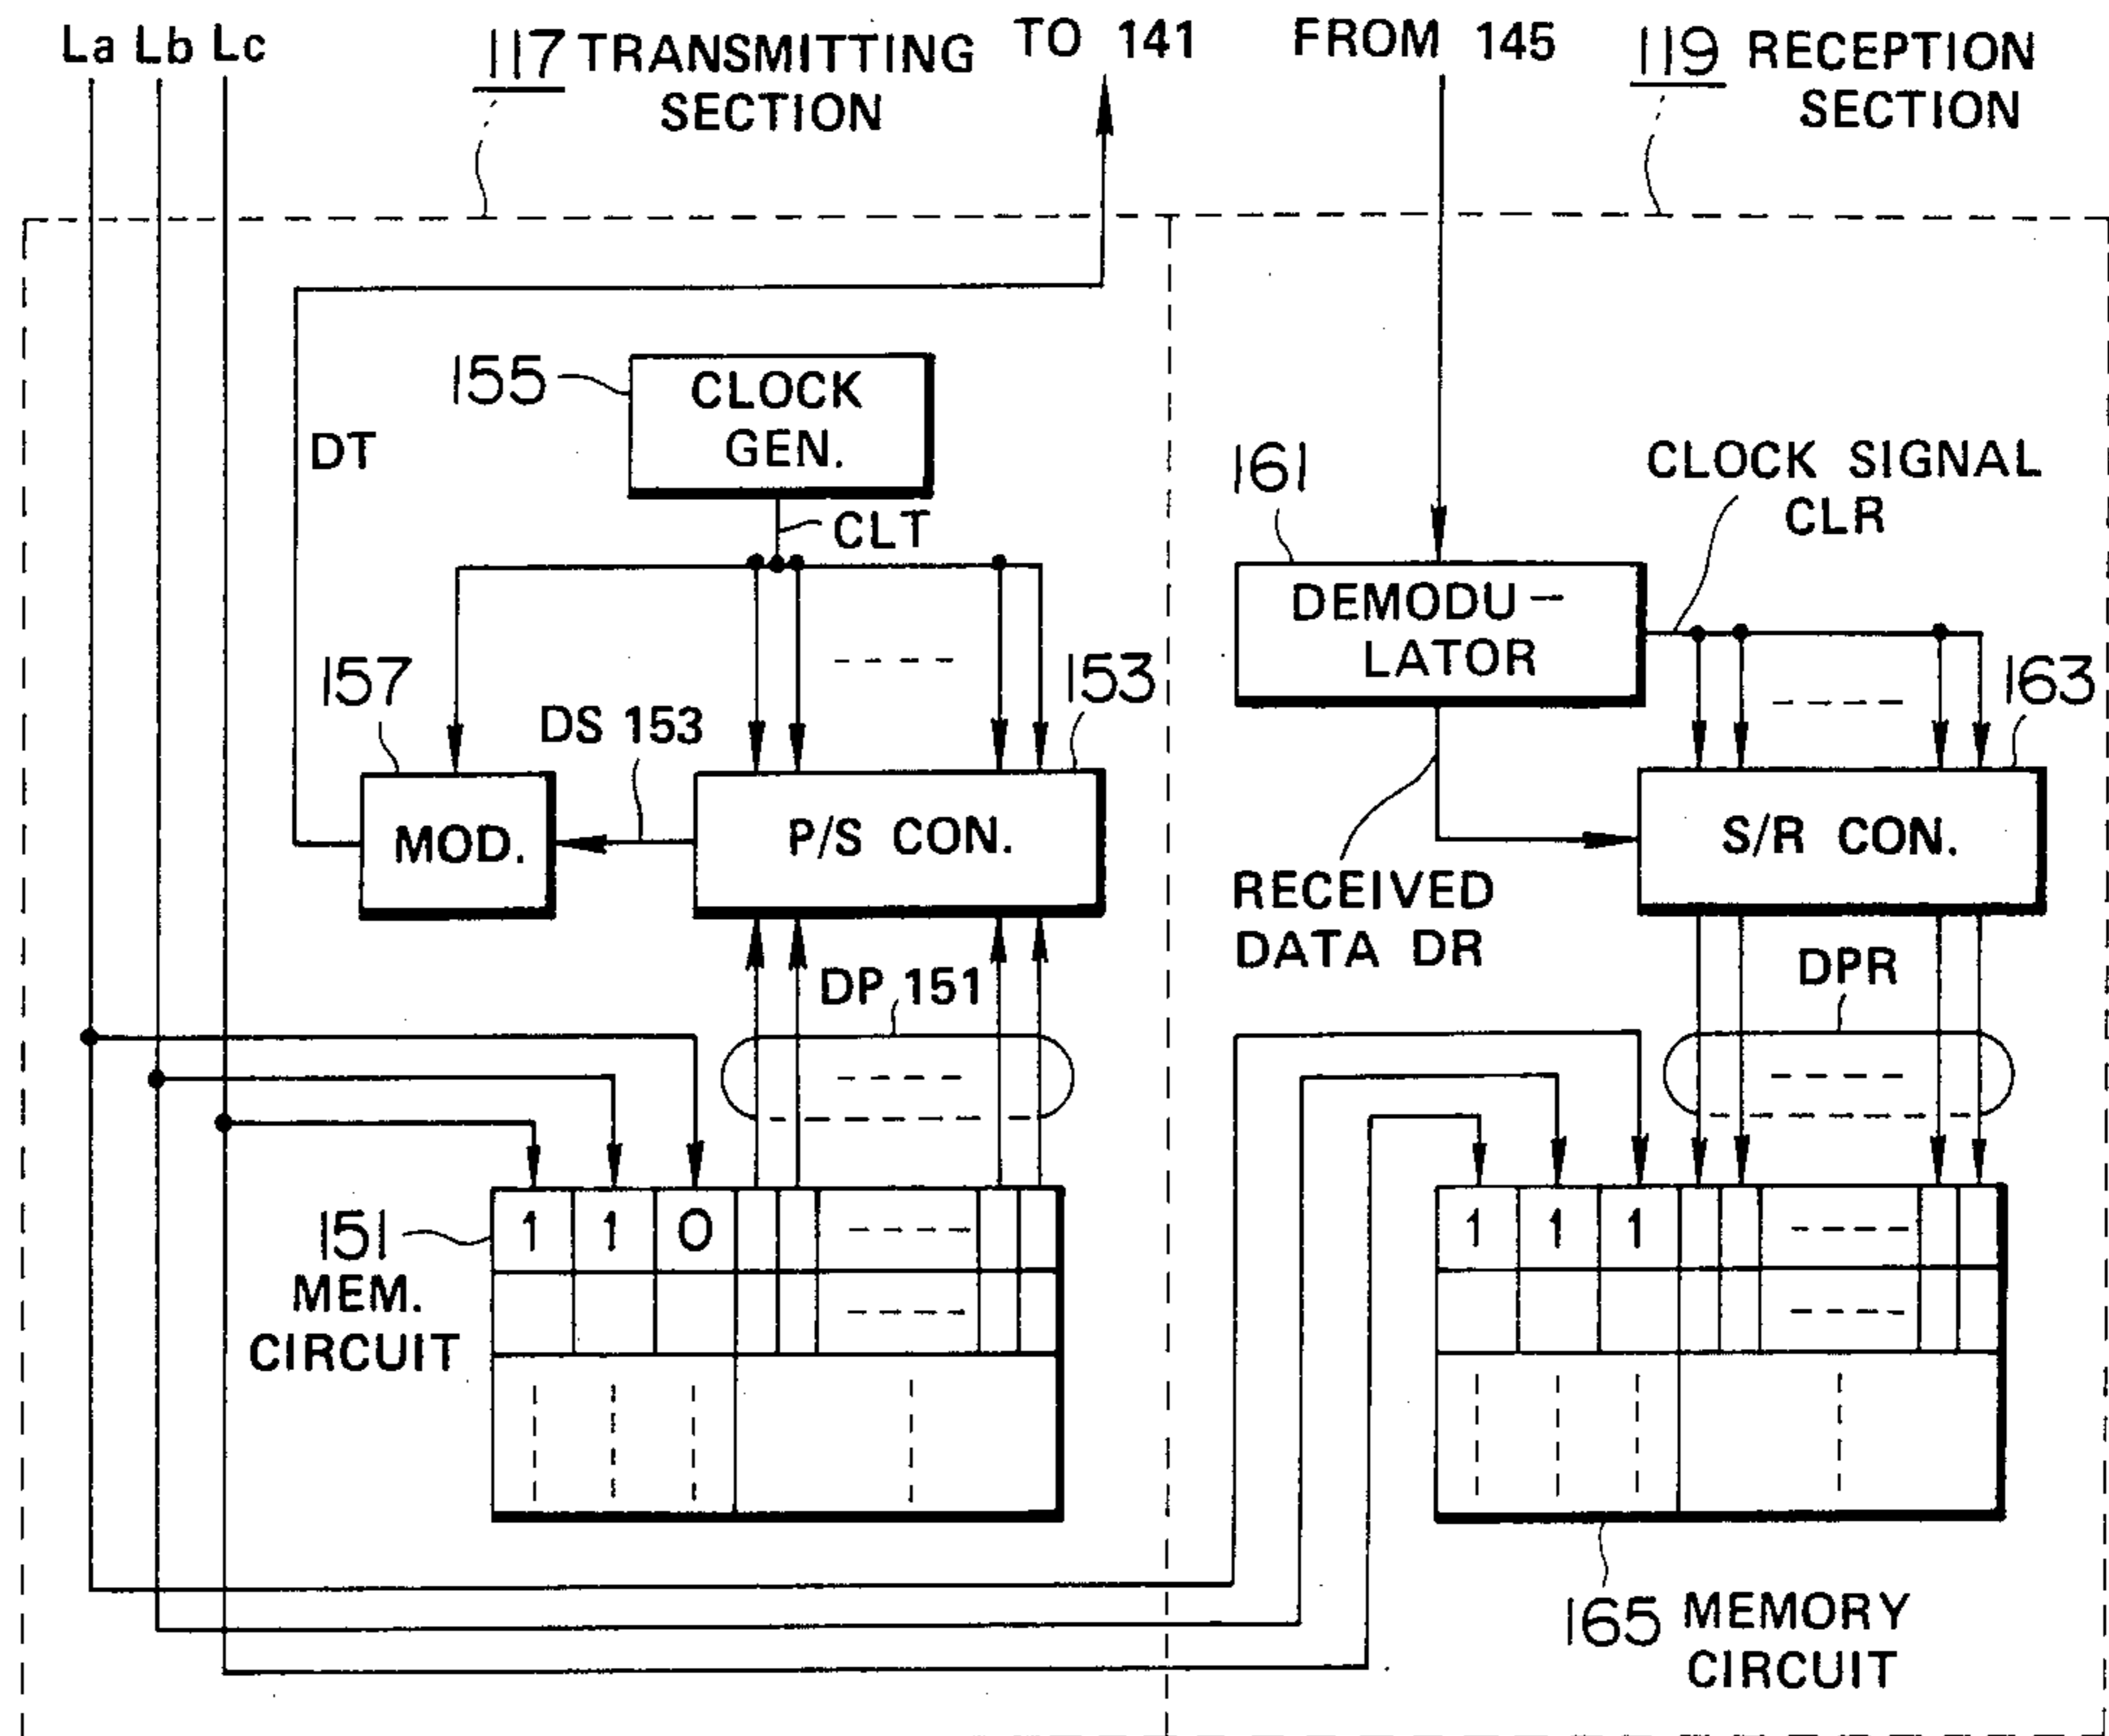 La Lb Lc
117 TRANSMITTING
SECTION
TO 141
FROM 145
119 RECEPTION
SECTION
155
CLOCK
GEN.
DT
CLT
161
CLOCK SIGNAL
CLR
DEMODU-
LATOR
157
DS 153
153
163
MOD.
P/S CON.
S/R CON.
RECEIVED
DATA DR
DP 151
DPR
151
MEM.
CIRCUIT
1 1 0
1 1 1
165 MEMORY
CIRCUIT